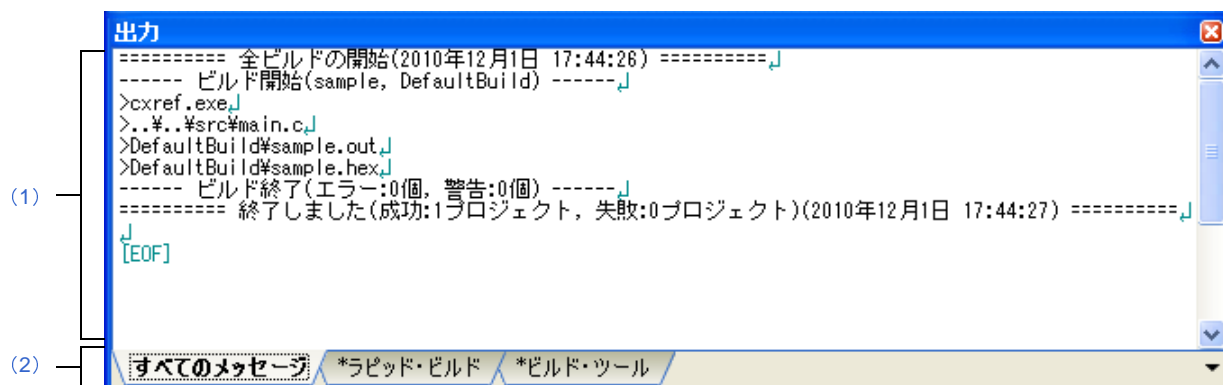 出力
========== 全ビルドの開始(2010年12月1日 17:44:26) ==========↲
------ ビルド開始(sample, DefaultBuild) ------↲
>cxref.exe↲
>..¥..¥src¥main.c↲
>DefaultBuild¥sample.out↲
>DefaultBuild¥sample.hex↲
------ ビルド終了(エラー:0個, 警告:0個) ------↲
========== 終了しました(成功:1プロジェクト, 失敗:0プロジェクト)(2010年12月1日 17:44:27) ==========↲
↲
[EOF]
(1)
(2)
すべてのメッセージ *ラピッド・ビルド *ビルド・ツール